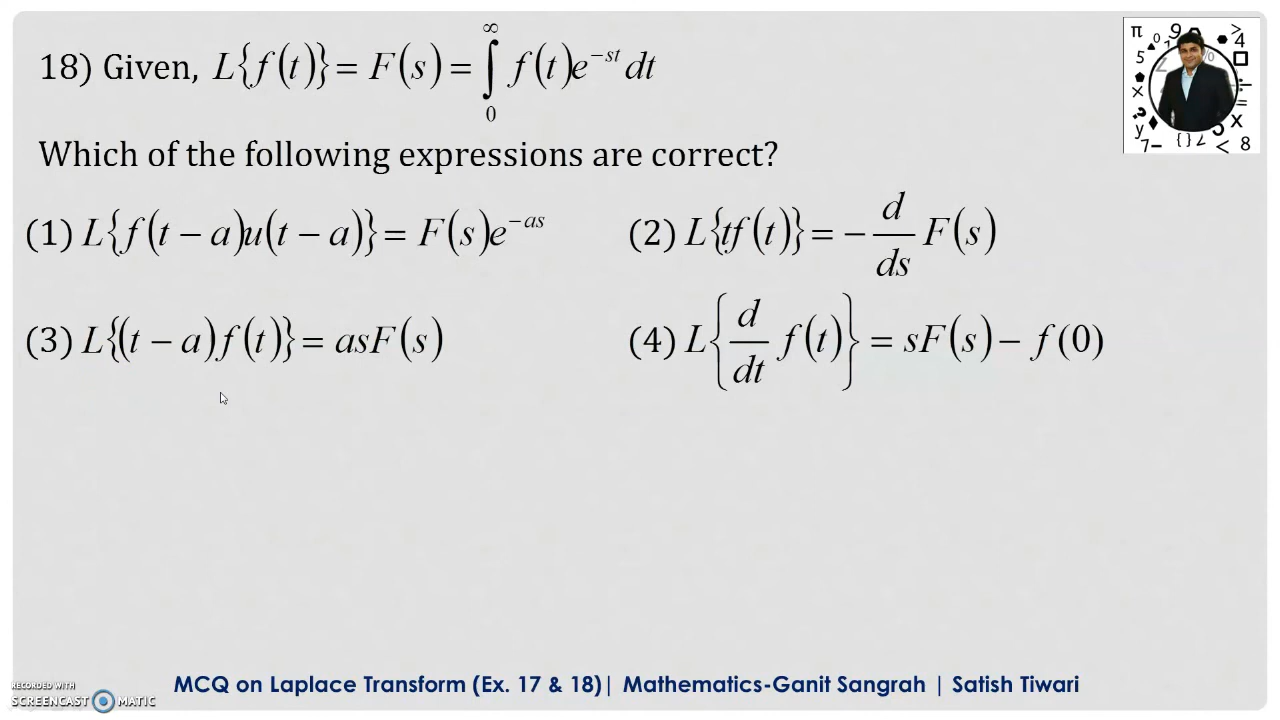 18) Given, L{f(t)} = F(s) = ∫₀^∞ f(t)e^{-st} dt
Which of the following expressions are correct?
(1) L{f(t − a)u(t − a)} = F(s)e^{-as}
(2) L{tf(t)} = − d/ds F(s)
(3) L{(t − a)f(t)} = asF(s)
(4) L{d/dt f(t)} = sF(s) − f(0)
RECORDED WITH
SCREENCAST MATIC
MCQ on Laplace Transform (Ex. 17 & 18)| Mathematics-Ganit Sangrah | Satish Tiwari